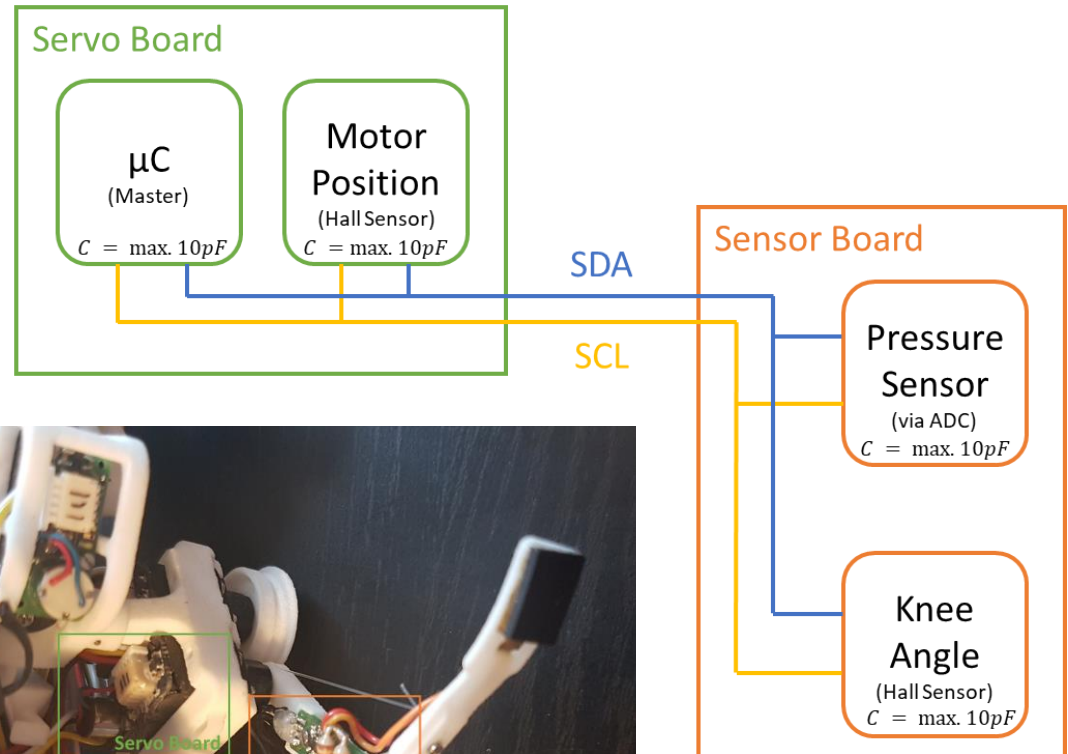 Servo Board
µC
(Master)
C = max. 10pF
Motor
Position
(Hall Sensor)
C = max. 10pF
SDA
SCL
Sensor Board
Pressure
Sensor
(via ADC)
C = max. 10pF
Knee
Angle
(Hall Sensor)
C = max. 10pF
Servo Board